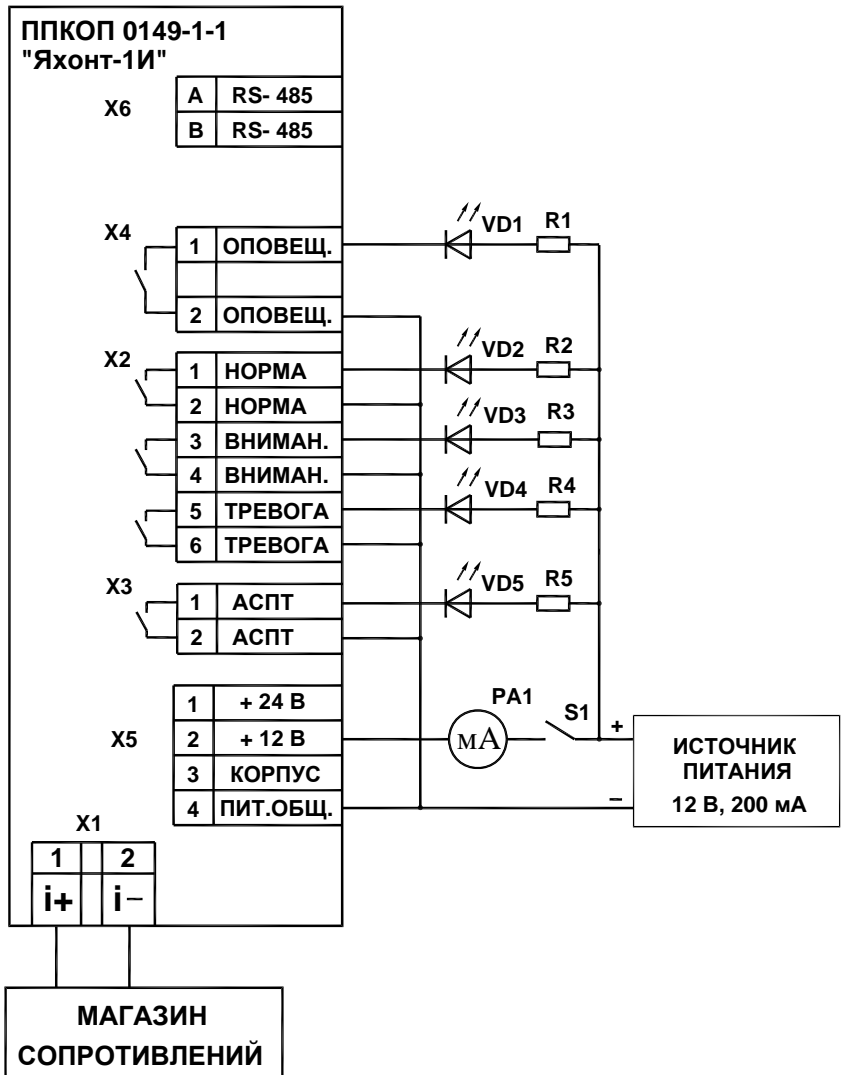 ППКОП 0149-1-1
"Яхонт-1И"
X6
A RS- 485
B RS- 485
X4
1 ОПОВЕЩ.
2 ОПОВЕЩ.
VD1 R1
X2
1 НОРМА
2 НОРМА
3 ВНИМАН.
4 ВНИМАН.
5 ТРЕВОГА
6 ТРЕВОГА
VD2 R2
VD3 R3
VD4 R4
X3
1 АСПТ
2 АСПТ
VD5 R5
X5
1 + 24 В
2 + 12 В
3 КОРПУС
4 ПИТ.ОБЩ.
PA1
мА
S1
+
–
ИСТОЧНИК
ПИТАНИЯ
12 В, 200 мА
X1
1 2
i+ i–
МАГАЗИН
СОПРОТИВЛЕНИЙ